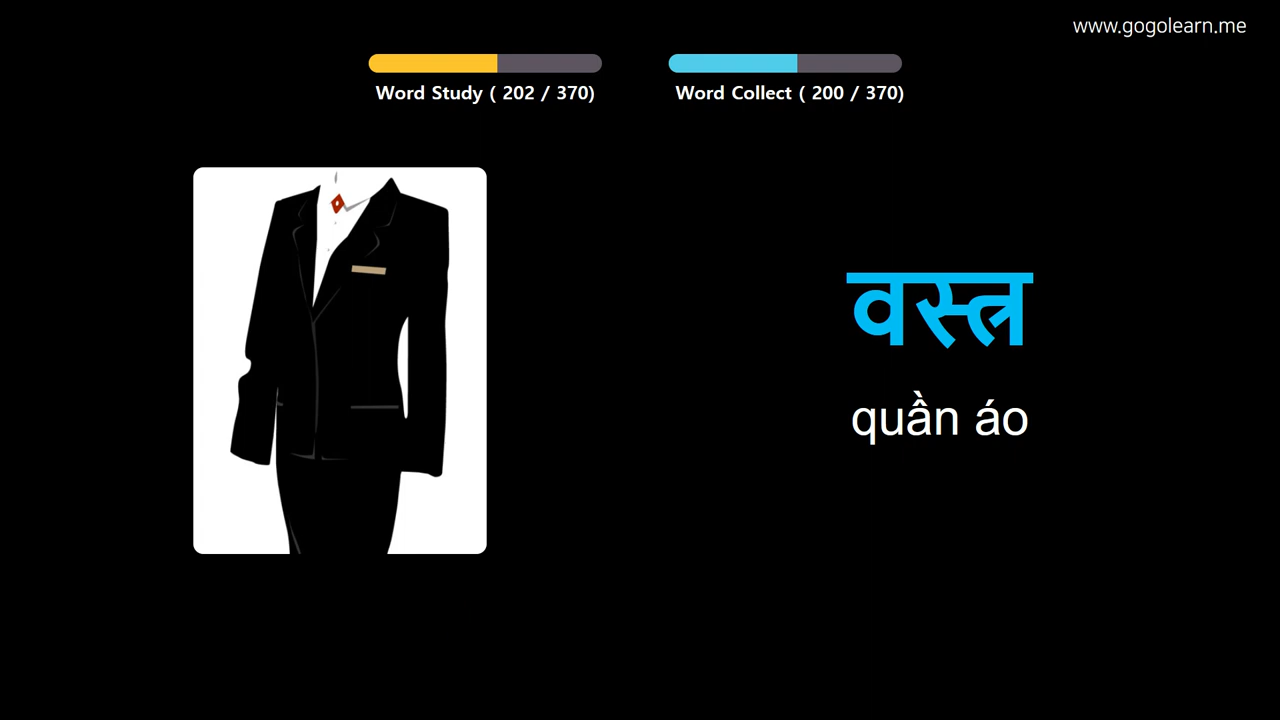 www.gogolearn.me
Word Study ( 202 / 370)
Word Collect ( 200 / 370)
वस्त्र
quần áo